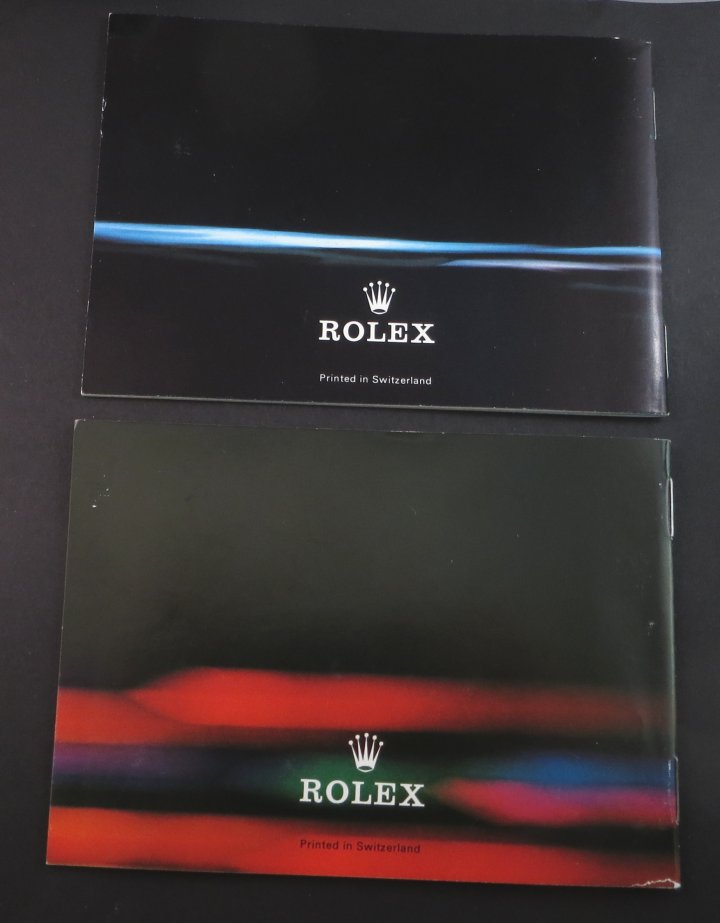 ROLEX
Printed in Switzerland
ROLEX
Printed in Switzerland